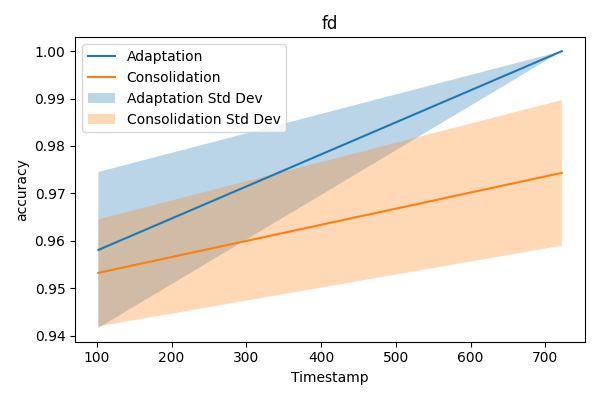 fd
Adaptation
Consolidation
Adaptation Std Dev
Consolidation Std Dev
accuracy
1.00
0.99
0.98
0.97
0.96
0.95
0.94
100 200 300 400 500 600 700
Timestamp